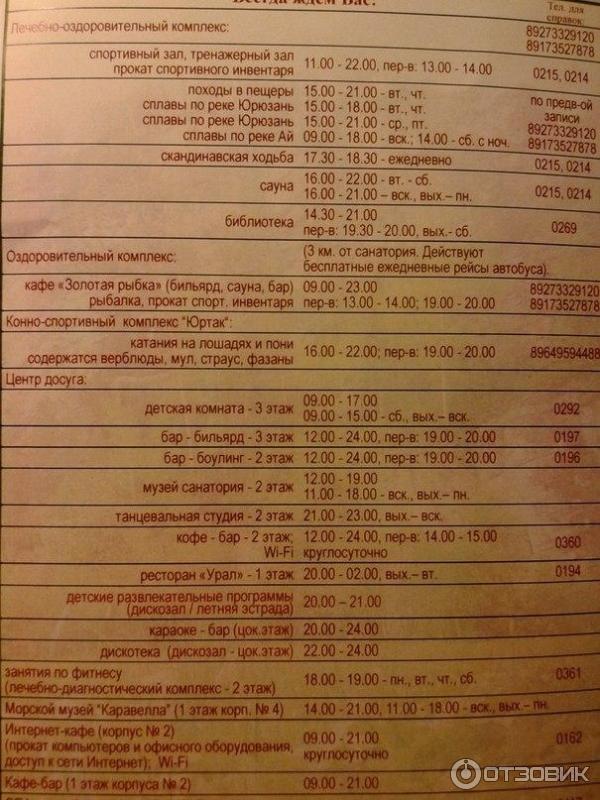 Всегда ждем Вас!
Тел. для
справок:
Лечебно-оздоровительный комплекс:
89273329120
89173527878
спортивный зал, тренажерный зал
прокат спортивного инвентаря
11.00 - 22.00, пер-в: 13.00 - 14.00
0215, 0214
походы в пещеры 15.00 - 21.00 - вт., чт.
сплавы по реке Юрюзань 15.00 - 18.00 - вт., чт.
сплавы по реке Юрюзань 15.00 - 21.00 - ср., пт.
сплавы по реке Ай 09.00 - 18.00 - вск.; 14.00 - сб. с ноч.
по предв-ой
записи
89273329120
89173527878
скандинавская ходьба 17.30 - 18.30 - ежедневно 0215, 0214
сауна
16.00 - 22.00 - вт. - сб.
16.00 - 21.00 – вск., вых.– пн.
0215, 0214
библиотека
14.30 - 21.00
пер-в: 19.30 - 20.00, вых.- сб.
0269
Оздоровительный комплекс:
(3 км. от санатория. Действуют
бесплатные ежедневные рейсы автобуса).
кафе «Золотая рыбка» (бильярд, сауна, бар)
рыбалка, прокат спорт. инвентаря
09.00 - 23.00
пер-в: 13.00 - 14.00; 19.00 - 20.00
89273329120
89173527878
Конно-спортивный комплекс "Юртак":
катания на лошадях и пони
содержатся верблюды, мул, страус, фазаны
16.00 - 22.00; пер-в: 19.00 - 20.00
89649594488
Центр досуга:
детская комната - 3 этаж
09.00 - 17.00
09.00 - 15.00 - сб., вых.– вск.
0292
бар - бильярд - 3 этаж 12.00 - 24.00, пер-в: 19.00 - 20.00 0197
бар - боулинг - 2 этаж 12.00 - 24.00, пер-в: 19.00 - 20.00 0196
музей санатория - 2 этаж
12.00 - 19.00
11.00 - 18.00 - вск., вых.– пн.
танцевальная студия - 2 этаж 21.00 - 23.00, вых.– вск.
кофе - бар - 2 этаж; 12.00 - 24.00, пер-в: 14.00 - 15.00
Wi-Fi круглосуточно
0360
ресторан «Урал» - 1 этаж 20.00 - 02.00, вых.– вт. 0194
детские развлекательные программы
(дискозал / летняя эстрада)
20.00 – 21.00
караоке - бар (цок.этаж) 20.00 - 24.00
дискотека (дискозал - цок.этаж) 22.00 - 24.00
занятия по фитнесу
(лечебно-диагностический комплекс - 2 этаж)
18.00 - 19.00 - пн., вт., чт., сб.
0361
Морской музей "Каравелла" (1 этаж корп. № 4) 14.00 - 21.00, 11.00 - 18.00 - вск., вых.– пн.
Интернет-кафе (корпус № 2)
(прокат компьютеров и офисного оборудования,
доступ к сети Интернет); Wi-Fi
09.00 - 21.00
круглосуточно
0162
Кафе-бар (1 этаж корпуса № 2) 09.00 - 21.00
ОТЗОВИК